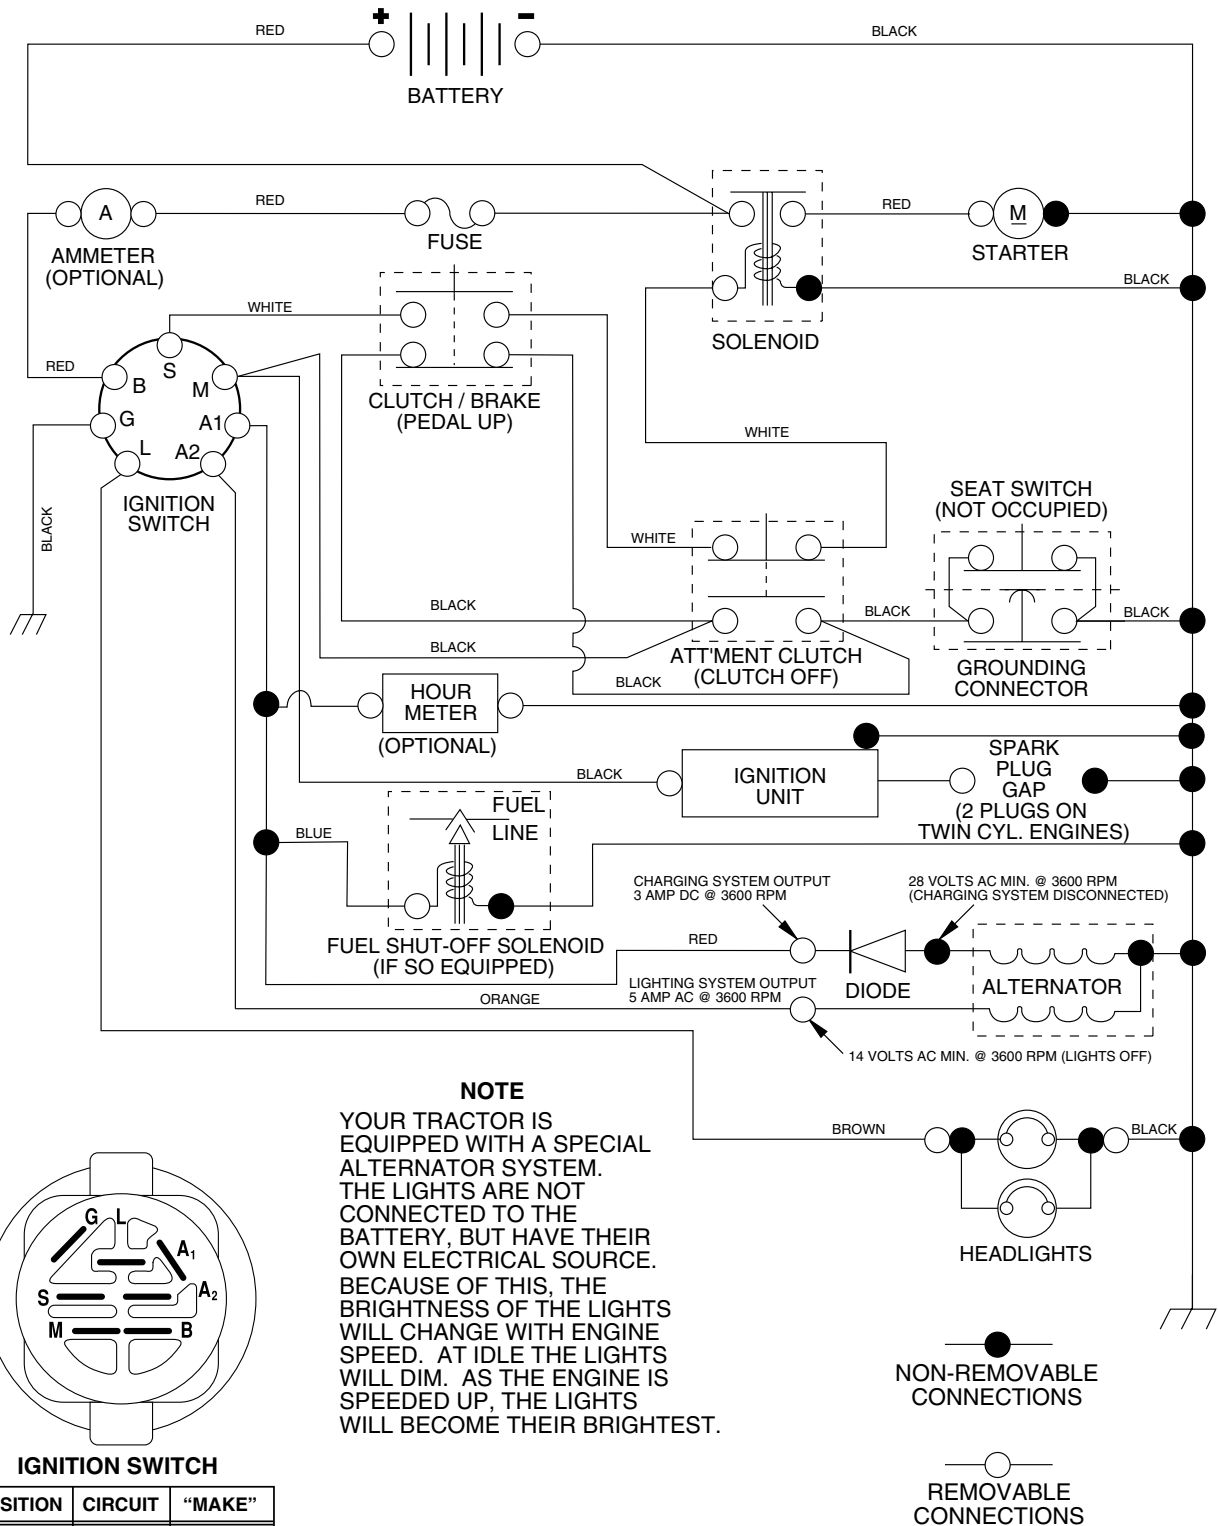 +
-
RED
BLACK
BATTERY
A
RED
AMMETER
(OPTIONAL)
FUSE
RED
M
STARTER
BLACK
SOLENOID
WHITE
RED
B
S
M
G
A1
L
A2
IGNITION
SWITCH
CLUTCH / BRAKE
(PEDAL UP)
WHITE
BLACK
SEAT SWITCH
(NOT OCCUPIED)
WHITE
BLACK
BLACK
BLACK
BLACK
ATT'MENT CLUTCH
(CLUTCH OFF)
BLACK
GROUNDING
CONNECTOR
HOUR
METER
(OPTIONAL)
BLACK
IGNITION
UNIT
SPARK
PLUG
GAP
(2 PLUGS ON
TWIN CYL. ENGINES)
FUEL
LINE
BLUE
FUEL SHUT-OFF SOLENOID
(IF SO EQUIPPED)
CHARGING SYSTEM OUTPUT
3 AMP DC @ 3600 RPM
28 VOLTS AC MIN. @ 3600 RPM
(CHARGING SYSTEM DISCONNECTED)
RED
DIODE
ALTERNATOR
LIGHTING SYSTEM OUTPUT
5 AMP AC @ 3600 RPM
ORANGE
14 VOLTS AC MIN. @ 3600 RPM (LIGHTS OFF)
NOTE
YOUR TRACTOR IS
EQUIPPED WITH A SPECIAL
ALTERNATOR SYSTEM.
THE LIGHTS ARE NOT
CONNECTED TO THE
BATTERY, BUT HAVE THEIR
OWN ELECTRICAL SOURCE.
BECAUSE OF THIS, THE
BRIGHTNESS OF THE LIGHTS
WILL CHANGE WITH ENGINE
SPEED. AT IDLE THE LIGHTS
WILL DIM. AS THE ENGINE IS
SPEEDED UP, THE LIGHTS
WILL BECOME THEIR BRIGHTEST.
BROWN
BLACK
HEADLIGHTS
G
L
A1
S
A2
M
B
IGNITION SWITCH
SITION CIRCUIT “MAKE”
NON-REMOVABLE
CONNECTIONS
REMOVABLE
CONNECTIONS